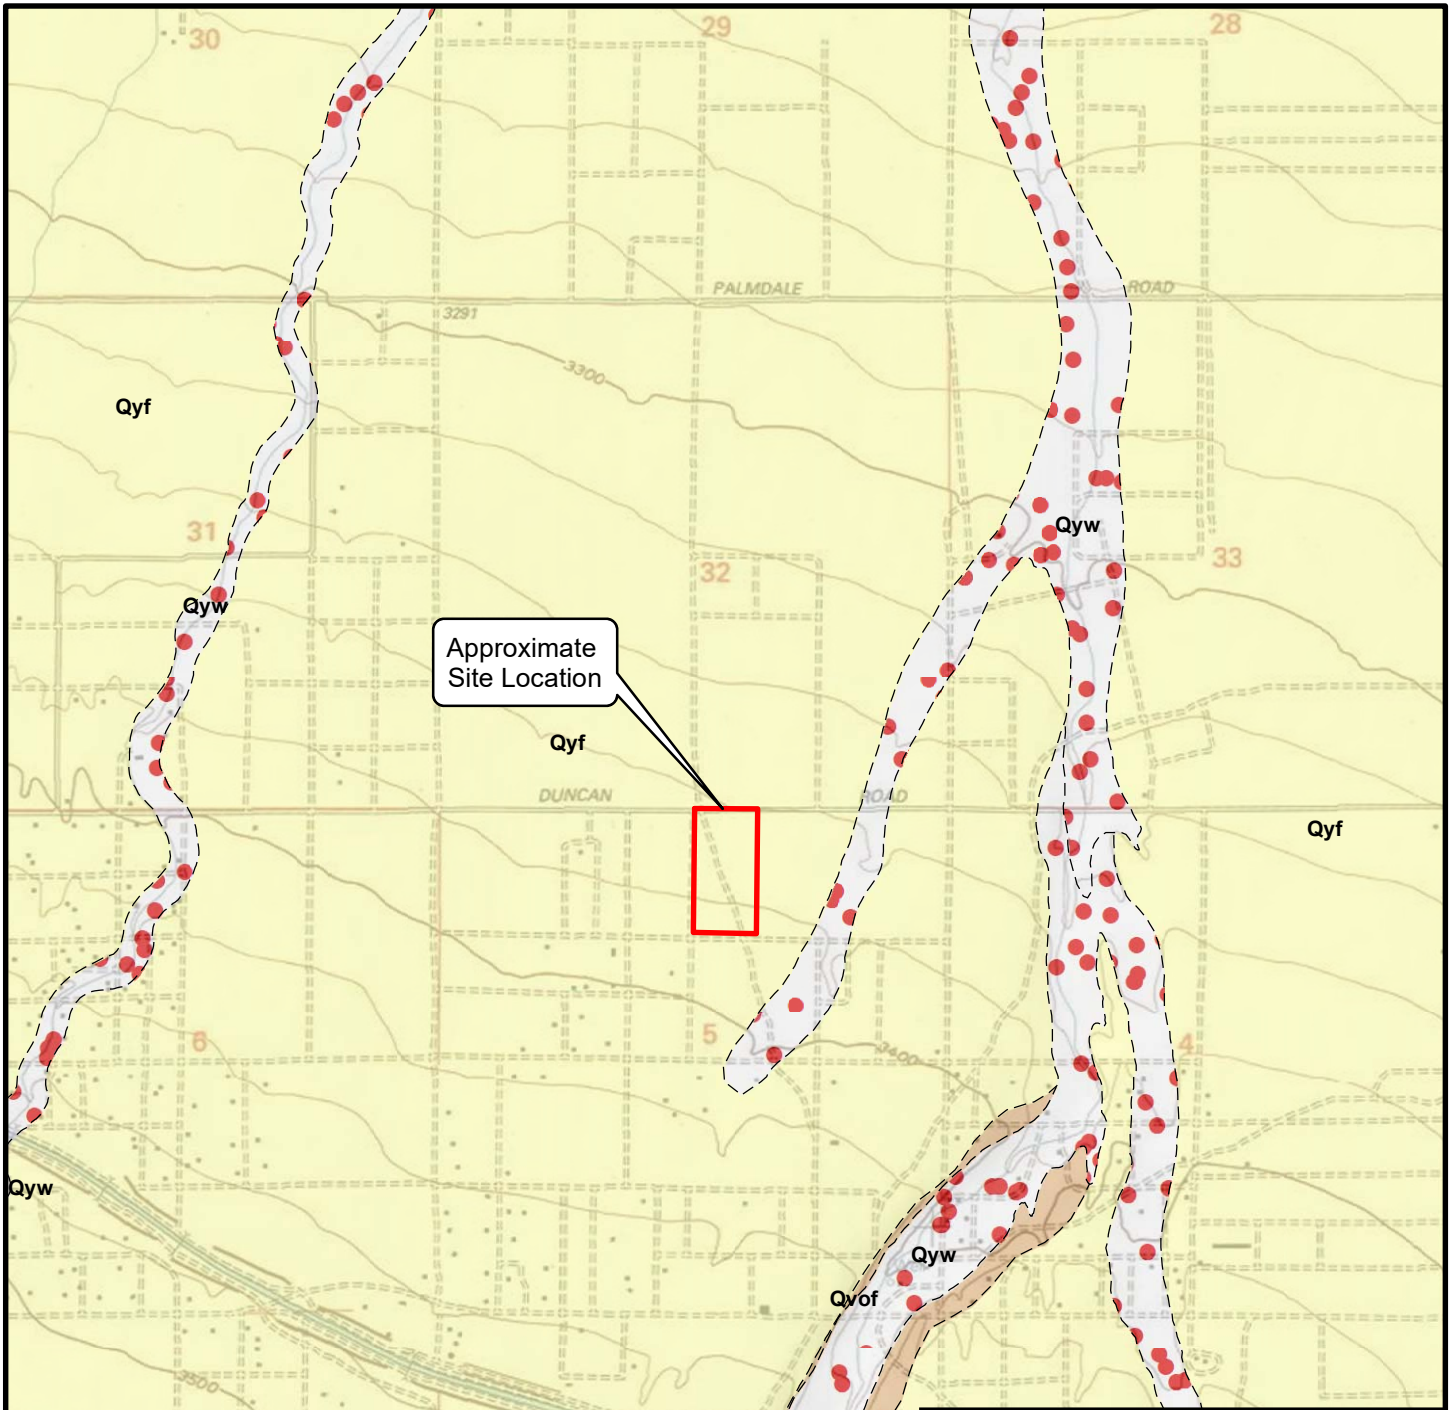 30
29
28
PALMDALE
ROAD
3291
3300
Qyf
31
Qyw
32
33
Qyw
Approximate
Site Location
Qyf
DUNCAN
ROAD
Qyf
6
5
3400
4
Qyw
Qyw
Qvof
3500